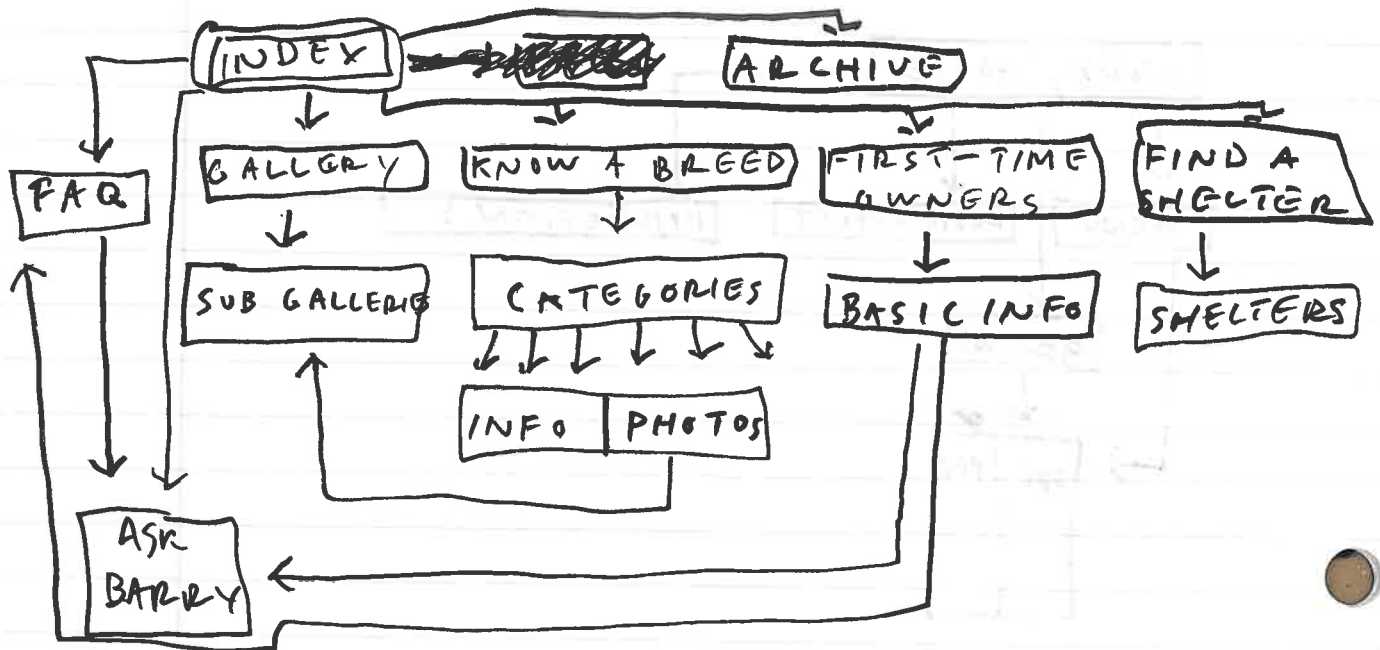 INDEX
ARCHIVE
GALLERY
KNOW A BREED
FIRST-TIME
OWNERS
FIND A
SHELTER
FAQ
SUB GALLERIE
CATEGORIES
BASIC INFO
SHELTERS
INFO
PHOTOS
ASK
BARRY